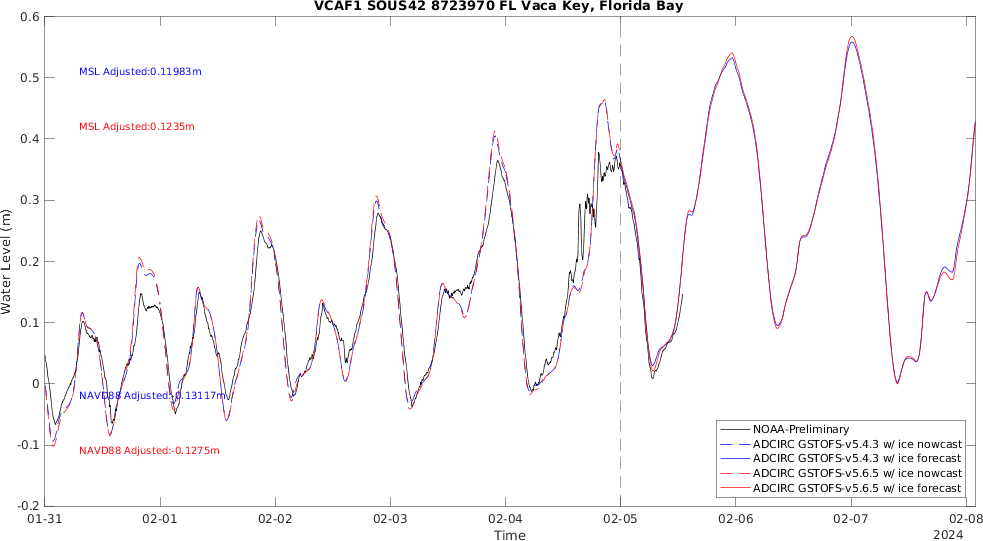 VCAF1 SOUS42 8723970 FL Vaca Key, Florida Bay
0.6
0.5
0.4
0.3
0.2
0.1
0
-0.1
-0.2
Water Level (m)
MSL Adjusted:0.11983m
MSL Adjusted:0.1235m
NAVD88 Adjusted:-0.13117m
NAVD88 Adjusted:-0.1275m
NOAA-Preliminary
ADCIRC GSTOFS-v5.4.3 w/ ice nowcast
ADCIRC GSTOFS-v5.4.3 w/ ice forecast
ADCIRC GSTOFS-v5.6.5 w/ ice nowcast
ADCIRC GSTOFS-v5.6.5 w/ ice forecast
01-31 02-01 02-02 02-03 02-04 02-05 02-06 02-07 02-08
Time
2024